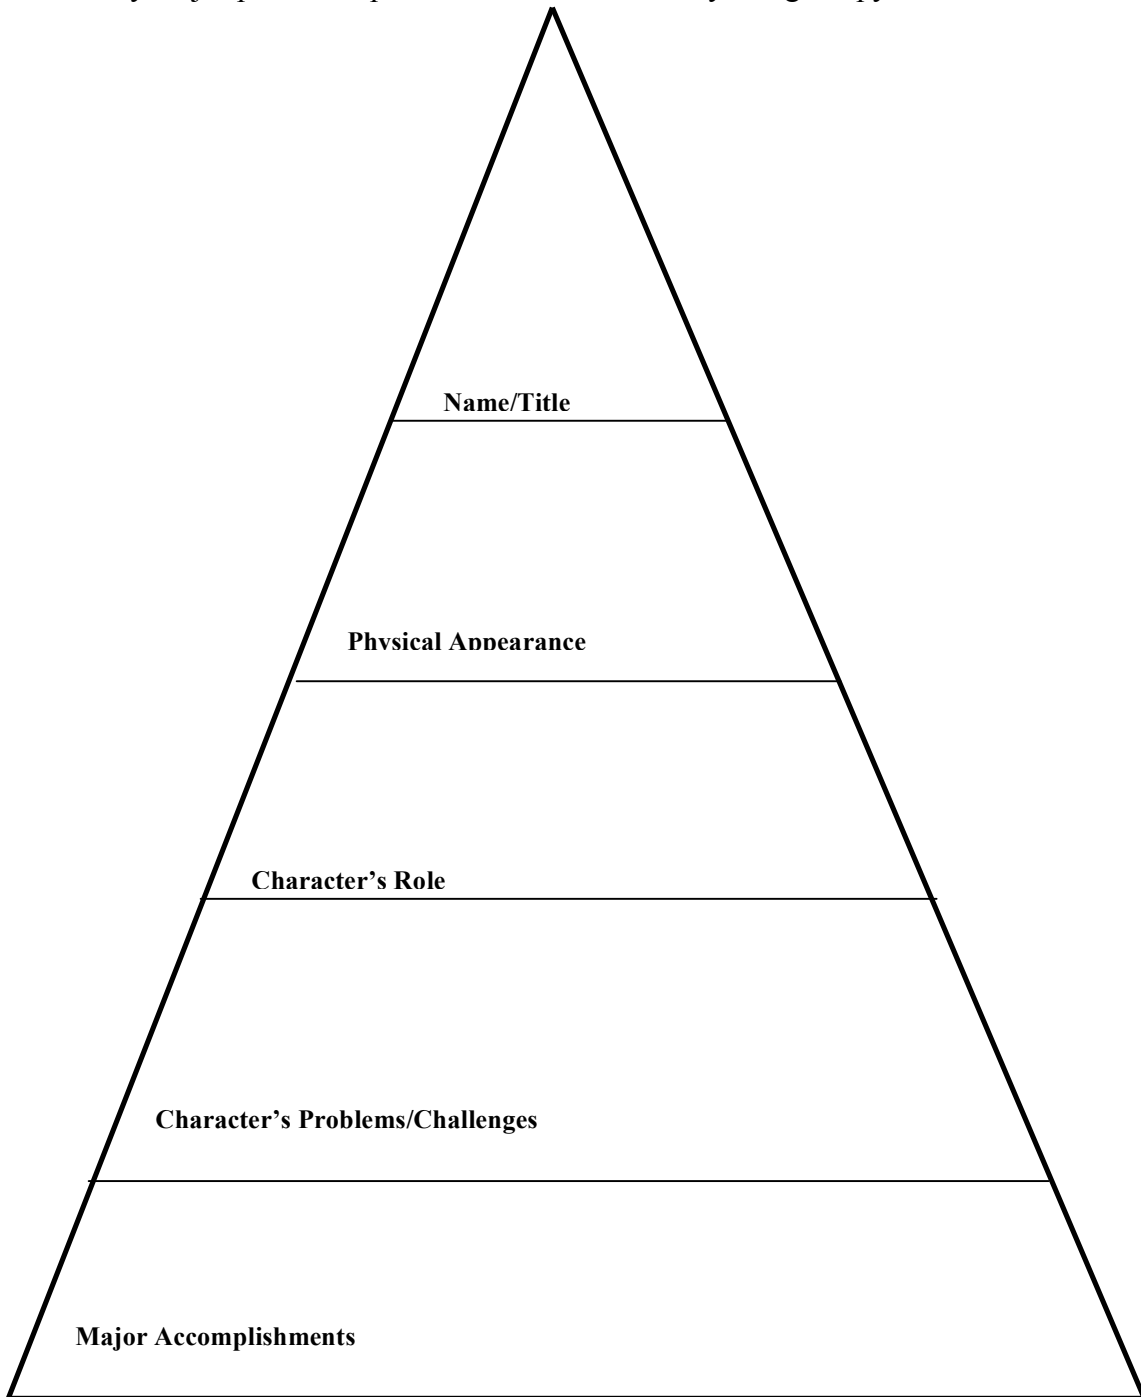 Name/Title
Physical Appearance
Character’s Role
Character’s Problems/Challenges
Major Accomplishments